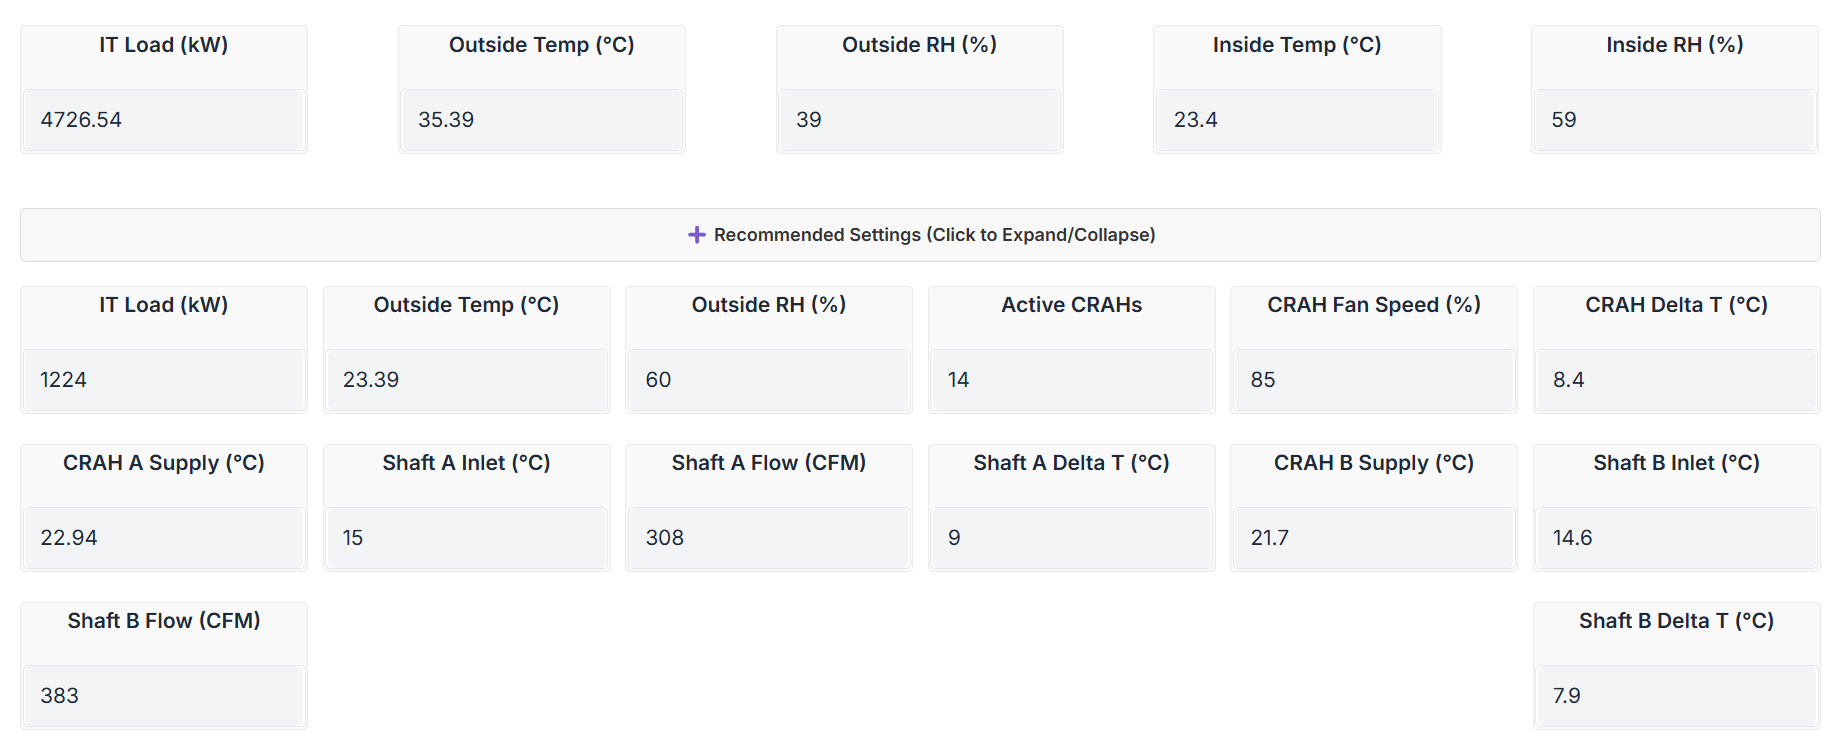 IT Load (kW)
Outside Temp (°C)
Outside RH (%)
Inside Temp (°C)
Inside RH (%)
4726.54
35.39
39
23.4
59
Recommended Settings (Click to Expand/Collapse)
IT Load (kW)
Outside Temp (°C)
Outside RH (%)
Active CRAHs
CRAH Fan Speed (%)
CRAH Delta T (°C)
1224
23.39
60
14
85
8.4
CRAH A Supply (°C)
Shaft A Inlet (°C)
Shaft A Flow (CFM)
Shaft A Delta T (°C)
CRAH B Supply (°C)
Shaft B Inlet (°C)
22.94
15
308
9
21.7
14.6
Shaft B Flow (CFM)
Shaft B Delta T (°C)
383
7.9